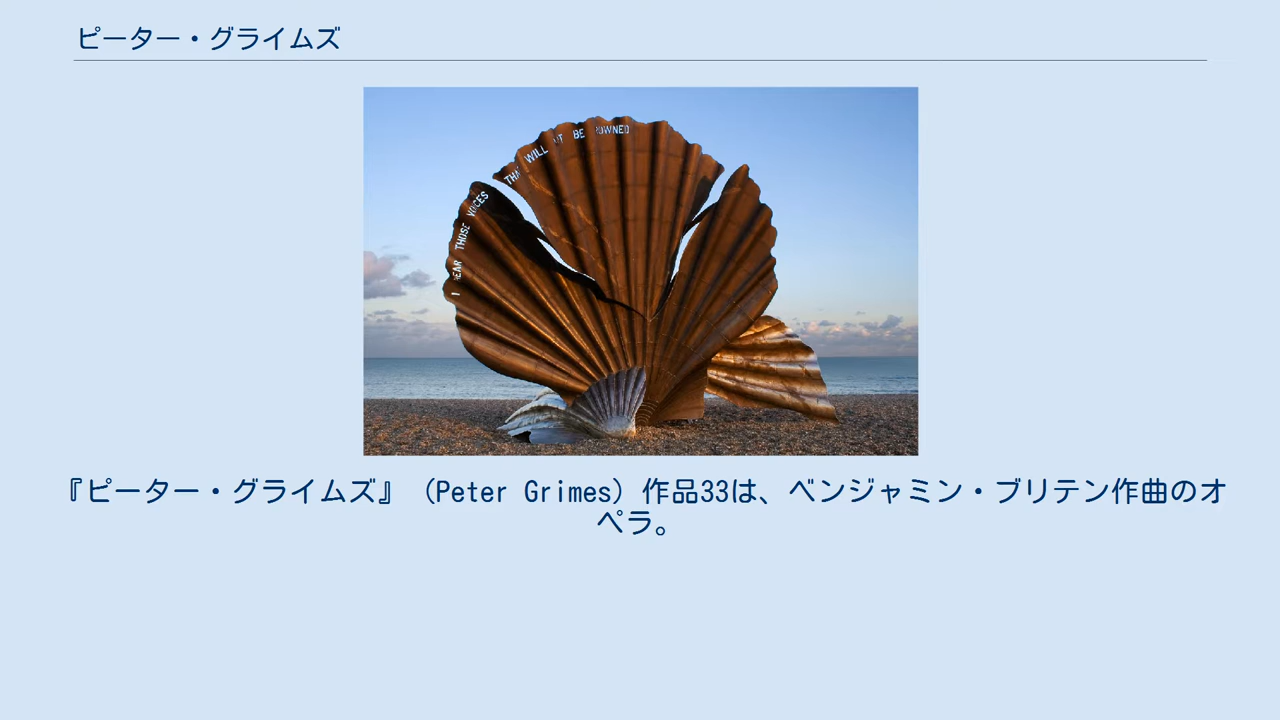 ピーター・グライムズ
I HEAR THOSE VOICES
THAT WILL NOT BE DROWNED
『ピーター・グライムズ』（Peter Grimes）作品33は、ベンジャミン・ブリテン作曲のオ
ペラ。